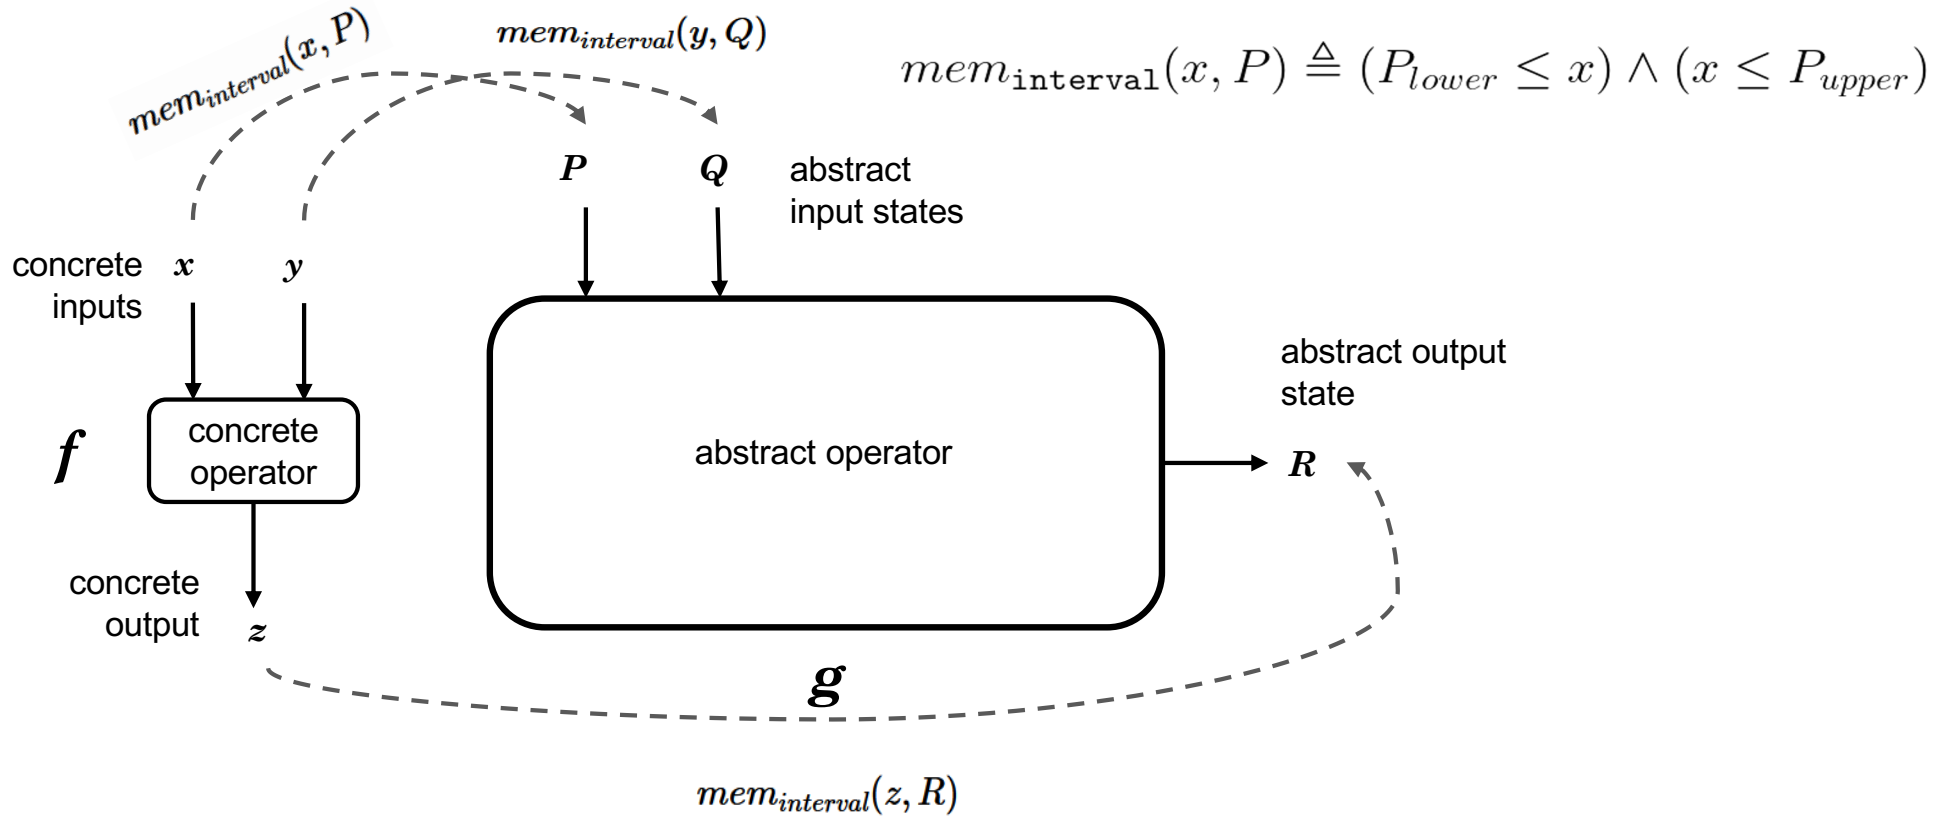 mem_interval(x, P)
mem_interval(y, Q)
mem_interval(x, P) ≜ (P_lower ≤ x) ∧ (x ≤ P_upper)
P
Q
abstract
input states
concrete
inputs
x
y
f
concrete
operator
abstract operator
abstract output
state
R
concrete
output
z
g
mem_interval(z, R)